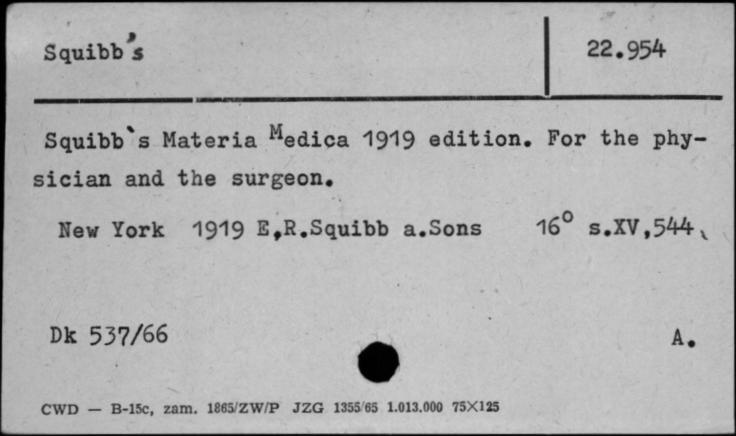 Squibb's
22.954
Squibb`s Materia Medica 1919 edition. For the phy-
sician and the surgeon.
New York 1919 E,R.Squibb a.Sons 16° s.XV,544,
Dk 537/66
A.
CWD — B-15c, zam. 1865/ZW/P JZG 1355/65 1.013.000 75X125